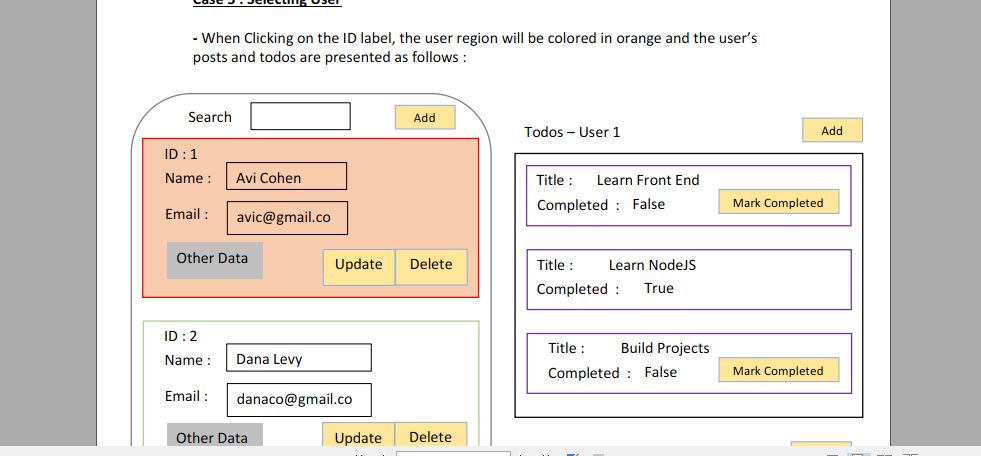 Case 5 : Selecting User
- When Clicking on the ID label, the user region will be colored in orange and the user's
posts and todos are presented as follows :
Search
Add
ID : 1
Name : Avi Cohen
Email : avic@gmail.co
Other Data
Update
Delete
ID : 2
Name : Dana Levy
Email : danaco@gmail.co
Other Data
Update
Delete
Todos – User 1
Add
Title : Learn Front End
Completed : False
Mark Completed
Title : Learn NodeJS
Completed : True
Title : Build Projects
Completed : False
Mark Completed